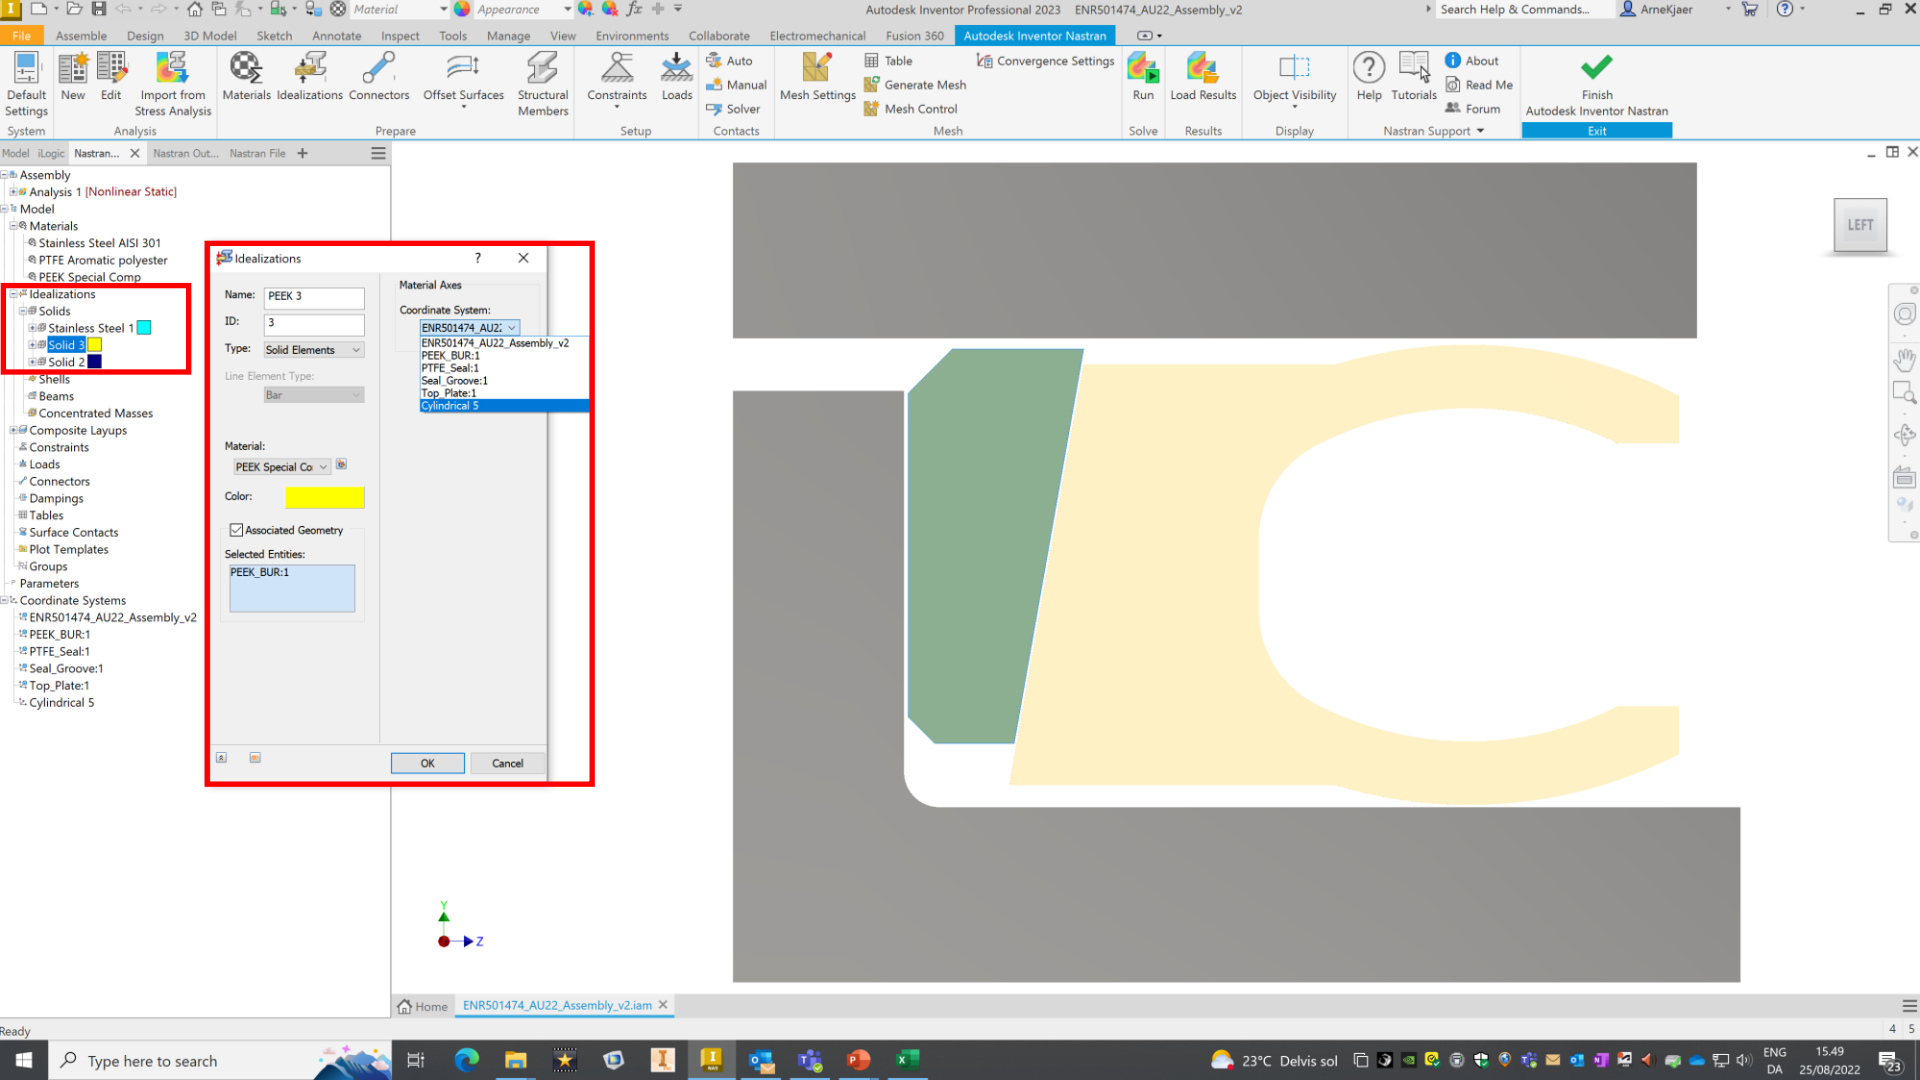 Material
Appearance
fx
Autodesk Inventor Professional 2023 ENR501474_AU22_Assembly_v2
Search Help & Commands...
ArneKjaer
File
Assemble
Design
3D Model
Sketch
Annotate
Inspect
Tools
Manage
View
Environments
Collaborate
Electromechanical
Fusion 360
Autodesk Inventor Nastran
Default
Settings
New
Edit
Import from
Stress Analysis
Materials
Idealizations
Connectors
Offset Surfaces
Structural
Members
Constraints
Loads
Auto
Manual
Solver
Mesh Settings
Table
Generate Mesh
Mesh Control
Convergence Settings
Run
Load Results
Object Visibility
Help
Tutorials
About
Read Me
Forum
Finish
Autodesk Inventor Nastran
System
Analysis
Prepare
Setup
Contacts
Mesh
Solve
Results
Display
Nastran Support
Exit
Model
iLogic
Nastran...
Nastran Out...
Nastran File
Assembly
Analysis 1 [Nonlinear Static]
Model
Materials
Stainless Steel AISI 301
PTFE Aromatic polyester
PEEK Special Comp
Idealizations
Solids
Stainless Steel 1
Solid 3
Solid 2
Shells
Beams
Concentrated Masses
Composite Layups
Constraints
Loads
Connectors
Dampings
Tables
Surface Contacts
Plot Templates
Groups
Parameters
Coordinate Systems
ENR501474_AU22_Assembly_v2
PEEK_BUR:1
PTFE_Seal:1
Seal_Groove:1
Top_Plate:1
Cylindrical 5
Idealizations
?
Name: PEEK 3
ID: 3
Type: Solid Elements
Line Element Type:
Bar
Material:
PEEK Special Co
Color:
Associated Geometry
Selected Entities:
PEEK_BUR:1
Material Axes
Coordinate System:
ENR501474_AU22
ENR501474_AU22_Assembly_v2
PEEK_BUR:1
PTFE_Seal:1
Seal_Groove:1
Top_Plate:1
Cylindrical 5
OK
Cancel
LEFT
Y
Z
Home
ENR501474_AU22_Assembly_v2.iam
Ready
4 5
Type here to search
23°C Delvis sol
ENG
DA
15.49
25/08/2022
23